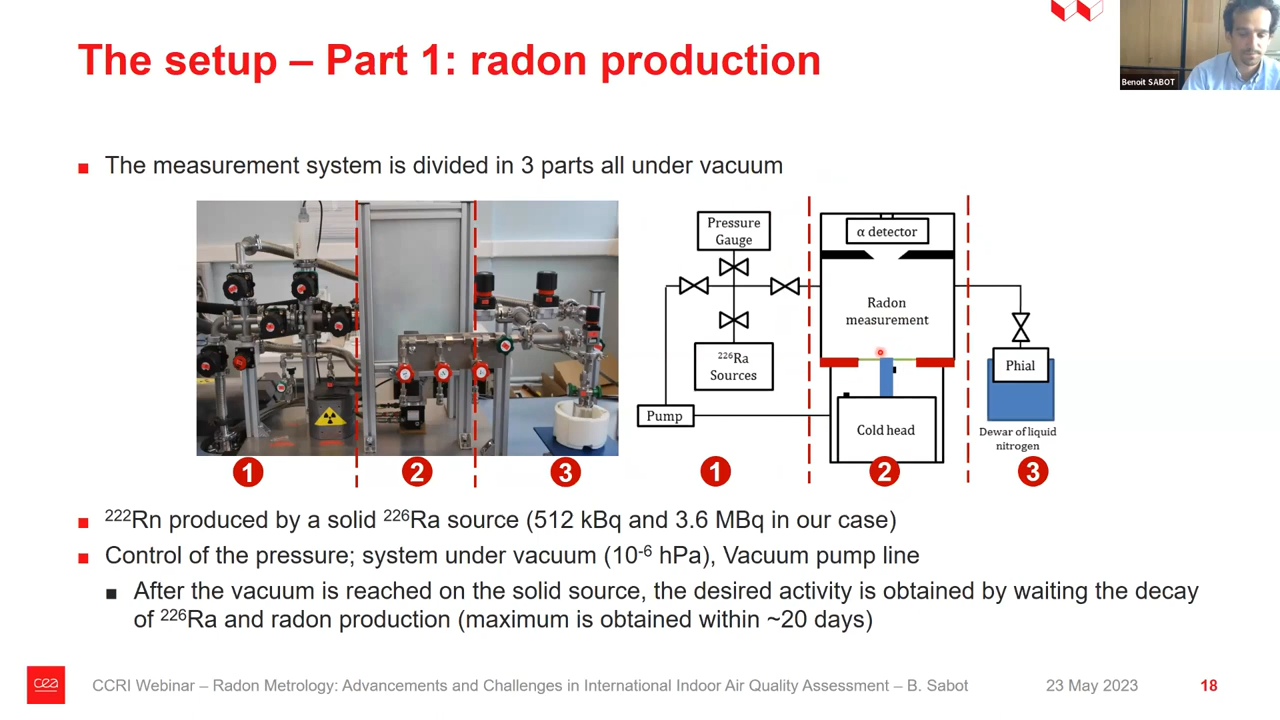 The setup – Part 1: radon production
Benoit SABOT
The measurement system is divided in 3 parts all under vacuum
Pressure
Gauge
α detector
Radon
measurement
²²⁶Ra
Sources
Phial
Pump
Cold head
Dewar of liquid
nitrogen
1
2
3
1
2
3
²²²Rn produced by a solid ²²⁶Ra source (512 kBq and 3.6 MBq in our case)
Control of the pressure; system under vacuum (10⁻⁶ hPa), Vacuum pump line
After the vacuum is reached on the solid source, the desired activity is obtained by waiting the decay
of ²²⁶Ra and radon production (maximum is obtained within ~20 days)
cea
CCRI Webinar – Radon Metrology: Advancements and Challenges in International Indoor Air Quality Assessment – B. Sabot
23 May 2023
18